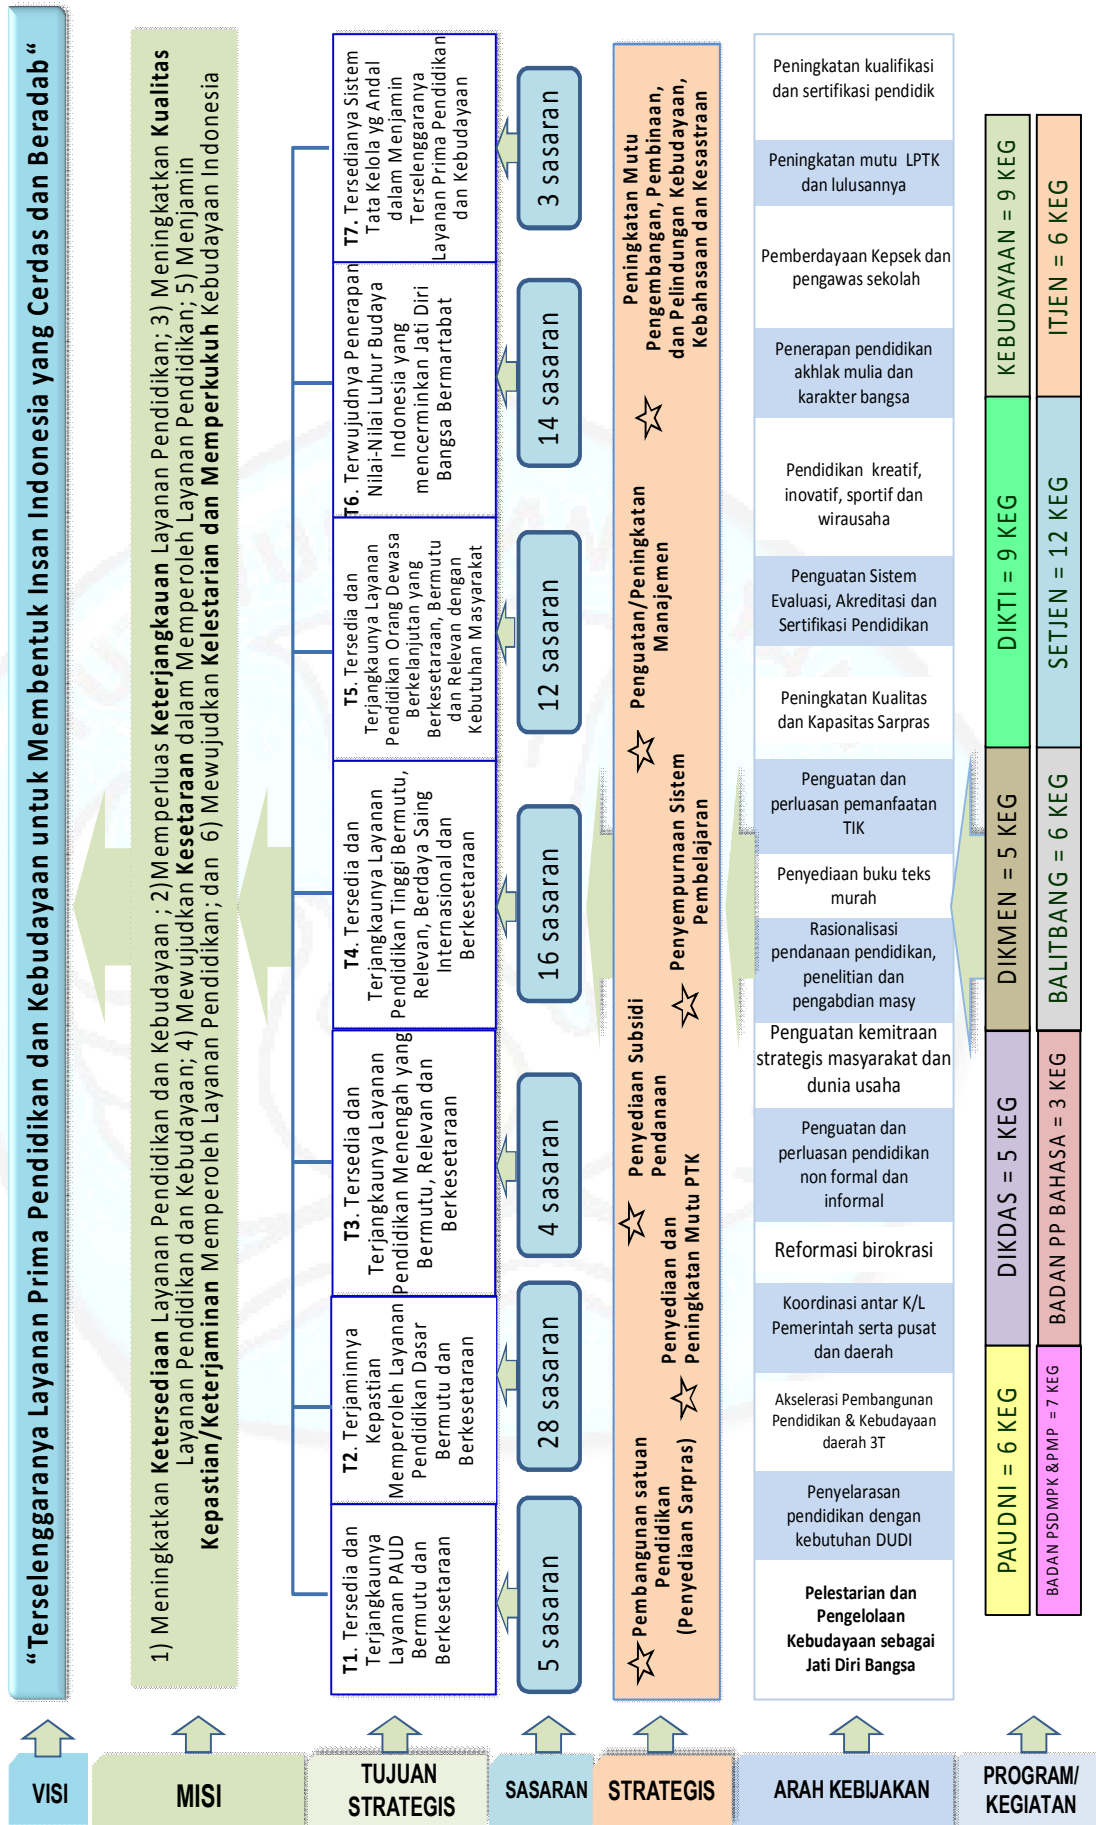 VISI
“Terselenggaranya Layanan Prima Pendidikan dan Kebudayaan untuk Membentuk Insan Indonesia yang Cerdas dan Beradab“
MISI
1) Meningkatkan Ketersediaan Layanan Pendidikan dan Kebudayaan ; 2)Memperluas Keterjangkauan Layanan Pendidikan; 3) Meningkatkan Kualitas
Layanan Pendidikan dan Kebudayaan; 4) Mewujudkan Kesetaraan dalam Memperoleh Layanan Pendidikan; 5) Menjamin
Kepastian/Keterjaminan Memperoleh Layanan Pendidikan; dan 6) Mewujudkan Kelestarian dan Memperkukuh Kebudayaan Indonesia
TUJUAN
STRATEGIS
T1. Tersedia dan
Terjangkaunya
Layanan PAUD
Bermutu dan
Berkesetaraan
T2. Terjaminnya
Kepastian
Memperoleh Layanan
Pendidikan Dasar
Bermutu dan
Berkesetaraan
T3. Tersedia dan
Terjangkaunya Layanan
Pendidikan Menengah yang
Bermutu, Relevan dan
Berkesetaraan
T4. Tersedia dan
Terjangkaunya Layanan
Pendidikan Tinggi Bermutu,
Relevan, Berdaya Saing
Internasional dan
Berkesetaraan
T5. Tersedia dan
Terjangkaunya Layanan
Pendidikan Orang Dewasa
Berkelanjutan yang
Berkesetaraan, Bermutu
dan Relevan dengan
Kebutuhan Masyarakat
T6. Terwujudnya Penerapan
Nilai-Nilai Luhur Budaya
Indonesia yang
mencerminkan Jati Diri
Bangsa Bermartabat
T7. Tersedianya Sistem
Tata Kelola yg Andal
dalam Menjamin
Terselenggaranya
Layanan Prima Pendidikan
dan Kebudayaan
SASARAN
5 sasaran
28 sasaran
4 sasaran
16 sasaran
12 sasaran
14 sasaran
3 sasaran
STRATEGIS
Pembangunan satuan
Pendidikan
(Penyediaan Sarpras)
Penyediaan dan
Peningkatan Mutu PTK
Penyediaan Subsidi
Pendanaan
Penyempurnaan Sistem
Pembelajaran
Penguatan/Peningkatan
Manajemen
Peningkatan Mutu
Pengembangan, Pembinaan,
dan Pelindungan Kebudayaan,
Kebahasaan dan Kesastraan
ARAH KEBIJAKAN
Peningkatan kualifikasi
dan sertifikasi pendidik
Peningkatan mutu LPTK
dan lulusannya
Pemberdayaan Kepsek dan
pengawas sekolah
Penerapan pendidikan
akhlak mulia dan
karakter bangsa
Pendidikan kreatif,
inovatif, sportif dan
wirausaha
Penguatan Sistem
Evaluasi, Akreditasi dan
Sertifikasi Pendidikan
Peningkatan Kualitas
dan Kapasitas Sarpras
Penguatan dan
perluasan pemanfaatan
TIK
Penyediaan buku teks
murah
Rasionalisasi
pendanaan pendidikan,
penelitian dan
pengabdian masy
Penguatan kemitraan
strategis masyarakat dan
dunia usaha
Penguatan dan
perluasan pendidikan
non formal dan
informal
Reformasi birokrasi
Koordinasi antar K/L
Pemerintah serta pusat
dan daerah
Akselerasi Pembangunan
Pendidikan & Kebudayaan
daerah 3T
Penyelarasan
pendidikan dengan
kebutuhan DUDI
Pelestarian dan
Pengelolaan
Kebudayaan sebagai
Jati Diri Bangsa
PROGRAM/
KEGIATAN
PAUDNI = 6 KEG
DIKDAS = 5 KEG
DIKMEN = 5 KEG
DIKTI = 9 KEG
KEBUDAYAAN = 9 KEG
BADAN PSDMPK &PMP = 7 KEG
BADAN PP BAHASA = 3 KEG
BALITBANG = 6 KEG
SETJEN = 12 KEG
ITJEN = 6 KEG